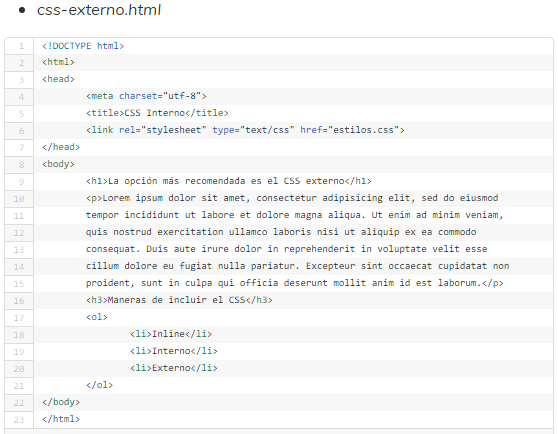 • css-externo.html
1 <!DOCTYPE html>
2 <html>
3 <head>
4 <meta charset="utf-8">
5 <title>CSS Interno</title>
6 <link rel="stylesheet" type="text/css" href="estilos.css">
7 </head>
8 <body>
9 <h1>La opción más recomendada es el CSS externo</h1>
10 <p>Lorem ipsum dolor sit amet, consectetur adipisicing elit, sed do eiusmod
11 tempor incididunt ut labore et dolore magna aliqua. Ut enim ad minim veniam,
12 quis nostrud exercitation ullamco laboris nisi ut aliquip ex ea commodo
13 consequat. Duis aute irure dolor in reprehenderit in voluptate velit esse
14 cillum dolore eu fugiat nulla pariatur. Excepteur sint occaecat cupidatat non
15 proident, sunt in culpa qui officia deserunt mollit anim id est laborum.</p>
16 <h3>Maneras de incluir el CSS</h3>
17 <ol>
18 <li>Inline</li>
19 <li>Interno</li>
20 <li>Externo</li>
21 </ol>
22 </body>
23 </html>